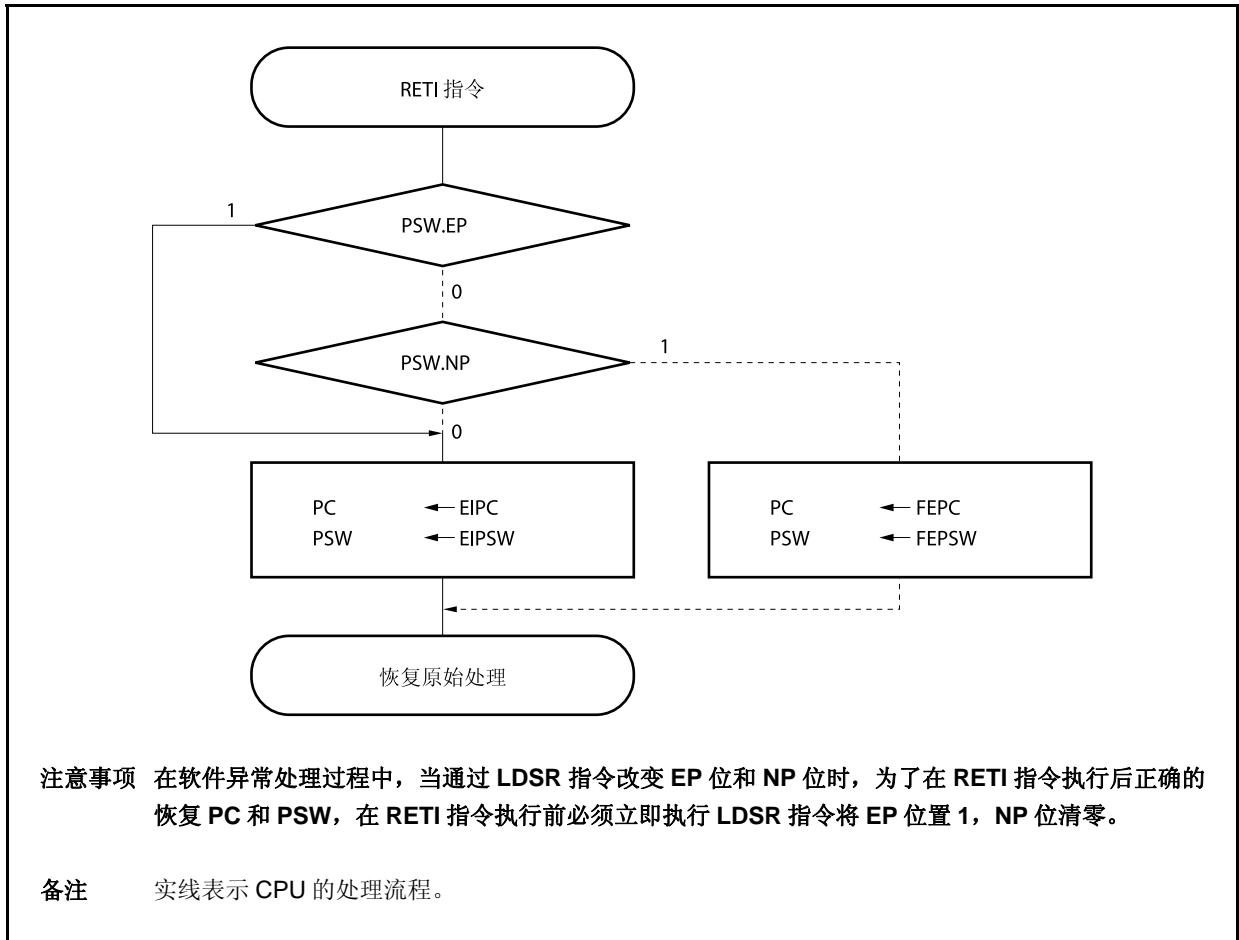 RETI 指令
1
PSW.EP
0
PSW.NP
1
0
PC ← EIPC
PSW ← EIPSW
PC ← FEPC
PSW ← FEPSW
恢复原始处理
注意事项 在软件异常处理过程中，当通过 LDSR 指令改变 EP 位和 NP 位时，为了在 RETI 指令执行后正确的
恢复 PC 和 PSW，在 RETI 指令执行前必须立即执行 LDSR 指令将 EP 位置 1，NP 位清零。
备注 实线表示 CPU 的处理流程。